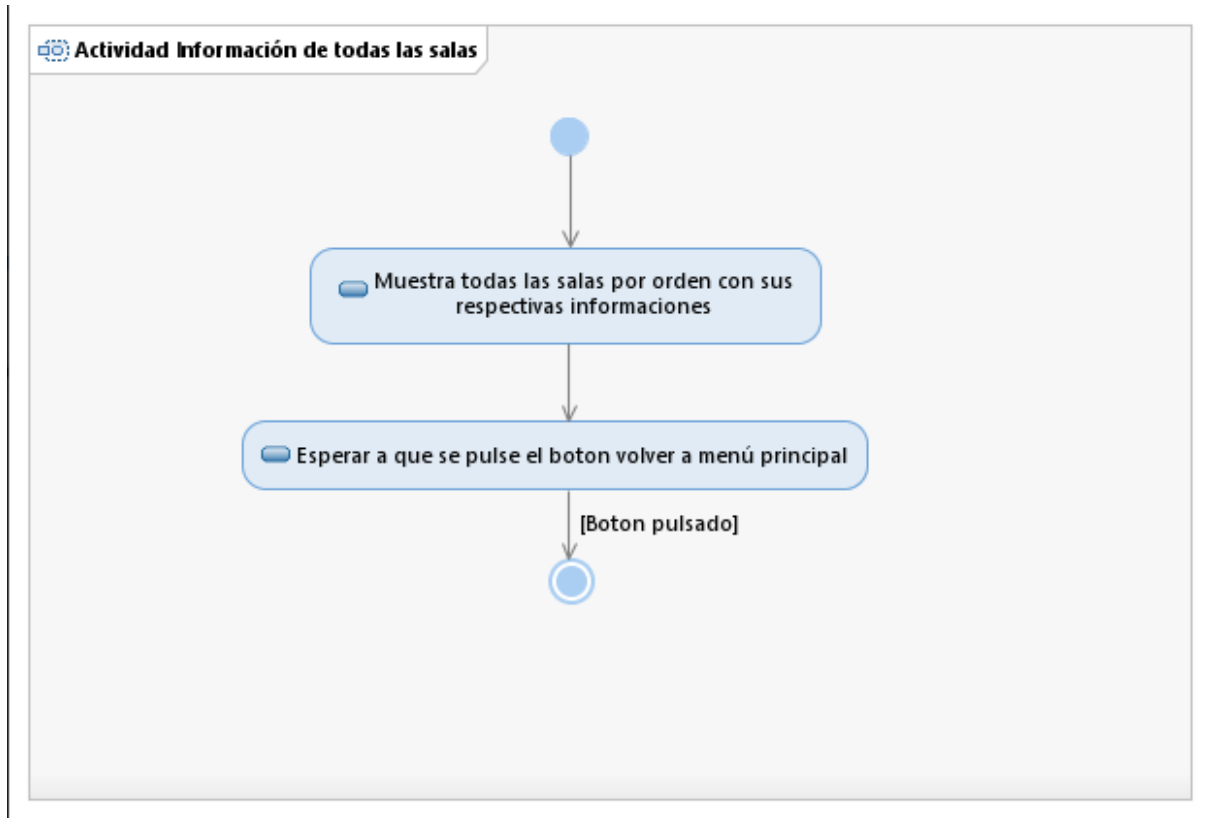 Actividad Información de todas las salas
Muestra todas las salas por orden con sus
respectivas informaciones
Esperar a que se pulse el boton volver a menú principal
[Boton pulsado]